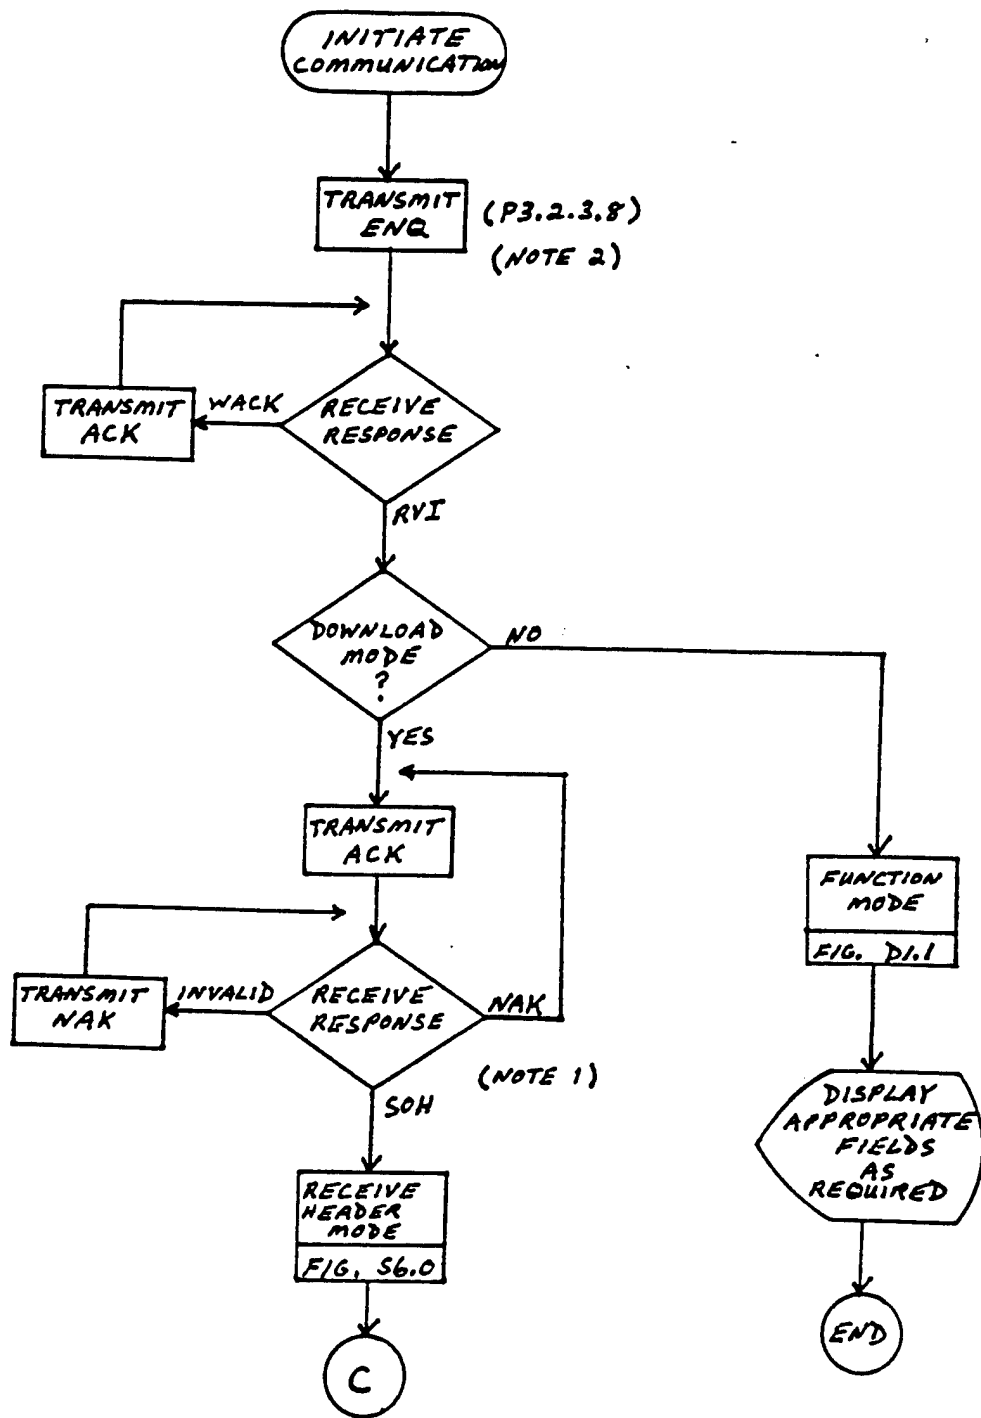 INITIATE
COMMUNICATION
TRANSMIT
ENQ
(P3.2.3.8)
(NOTE 2)
TRANSMIT
ACK
WACK
RECEIVE
RESPONSE
RVI
DOWNLOAD
MODE
?
NO
YES
TRANSMIT
ACK
FUNCTION
MODE
FIG. D1.1
TRANSMIT
NAK
INVALID
RECEIVE
RESPONSE
NAK
(NOTE 1)
SOH
DISPLAY
APPROPRIATE
FIELDS
AS
REQUIRED
RECEIVE
HEADER
MODE
FIG. S6.0
END
C